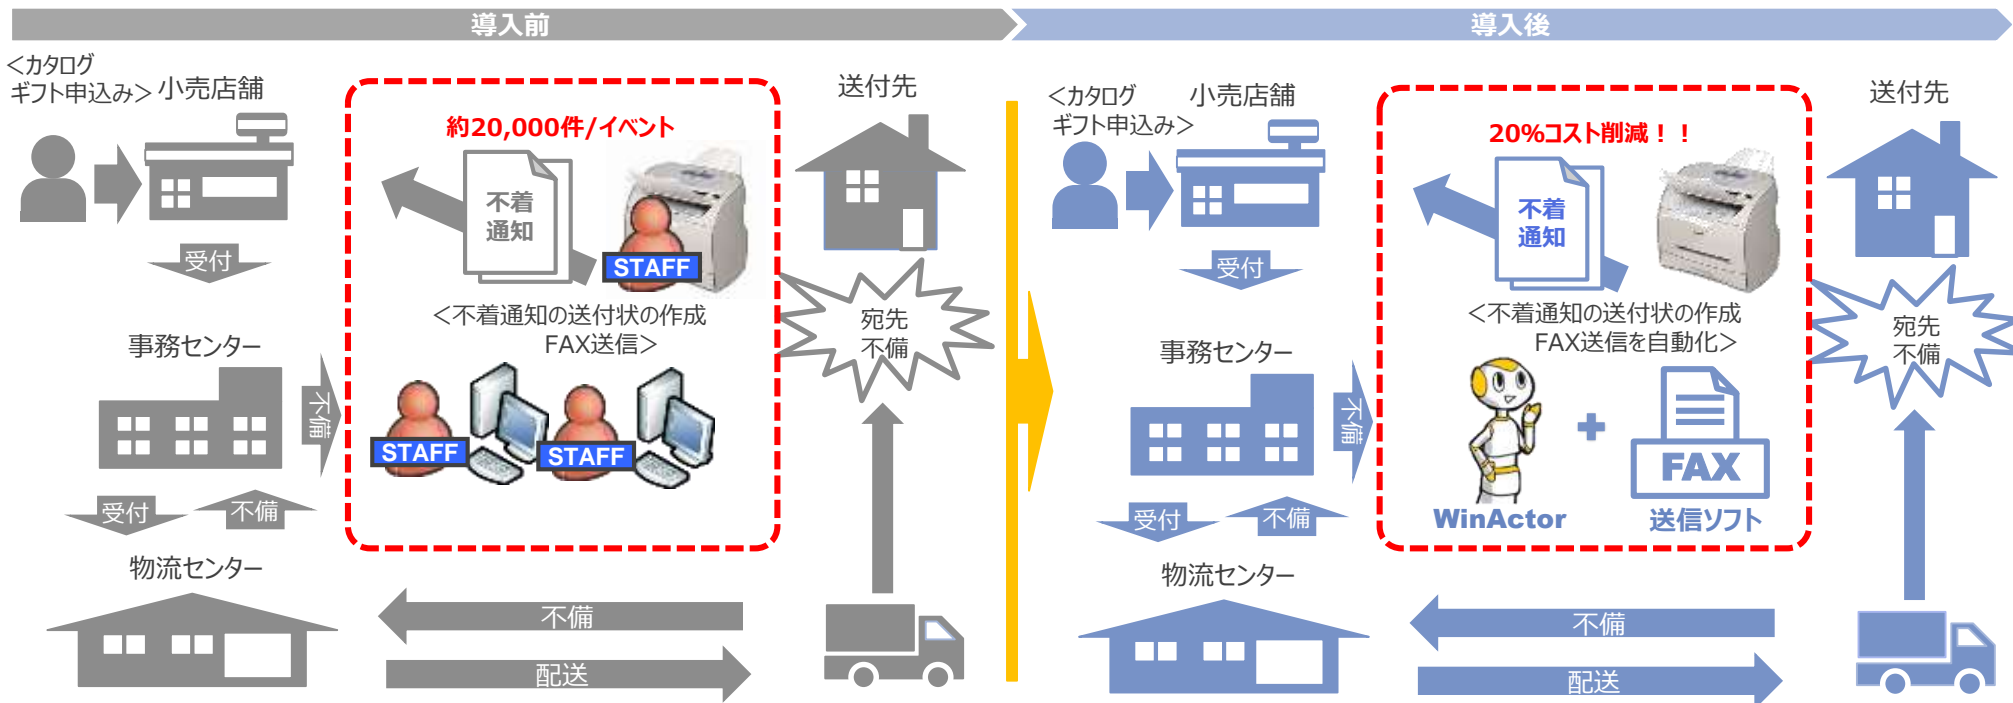 導入前
<カタログ
ギフト申込み>
小売店舗
受付
事務センター
不備
受付
不備
物流センター
約20,000件/イベント
不着
通知
STAFF
<不着通知の送付状の作成
FAX送信>
STAFF
STAFF
送付先
宛先
不備
不備
配送
導入後
<カタログ
ギフト申込み>
小売店舗
受付
事務センター
不備
受付
不備
物流センター
20%コスト削減！！
不着
通知
<不着通知の送付状の作成
FAX送信を自動化>
WinActor
+
FAX
送信ソフト
送付先
宛先
不備
不備
配送